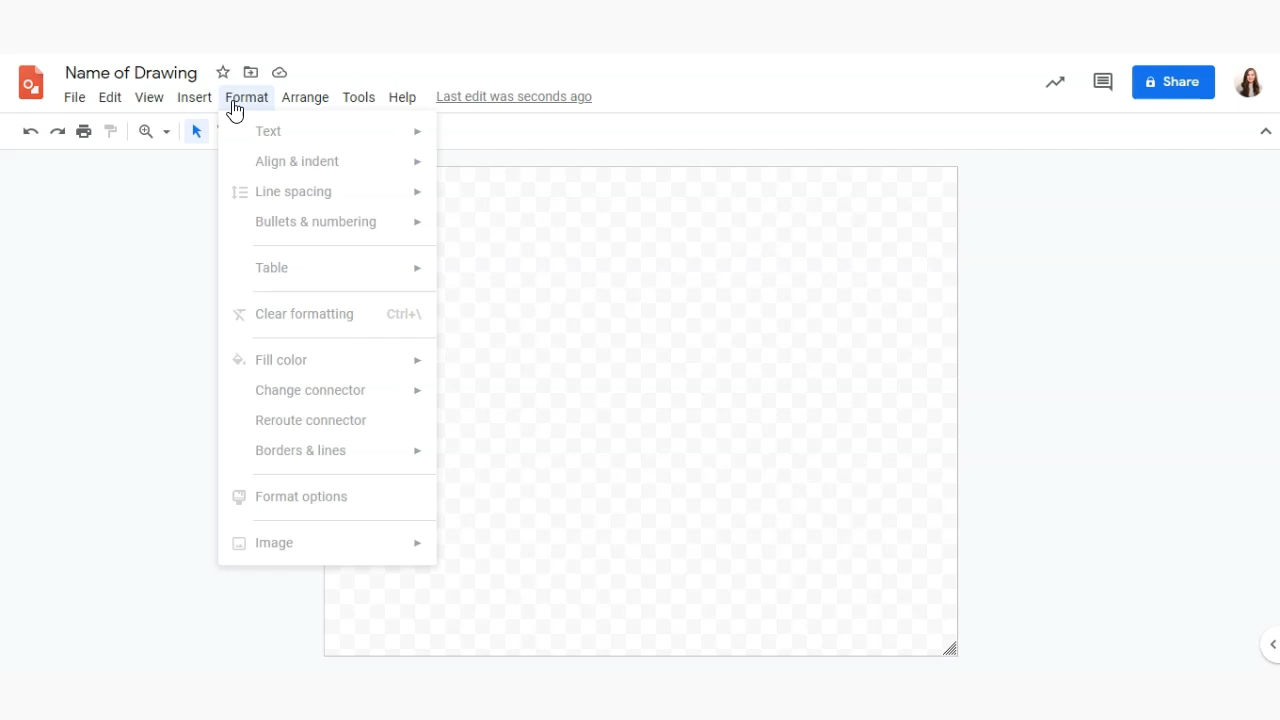 Name of Drawing
File Edit View Insert Format Arrange Tools Help Last edit was seconds ago
Share
Text
Align & indent
Line spacing
Bullets & numbering
Table
Clear formatting Ctrl+\
Fill color
Change connector
Reroute connector
Borders & lines
Format options
Image